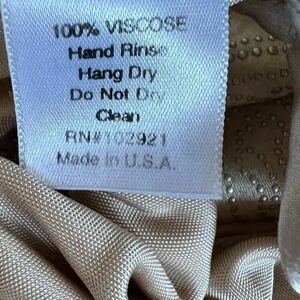 100% VISCOSE
Hand Rinse
Hang Dry
Do Not Dry
Clean
RN#102921
Made in U.S.A.